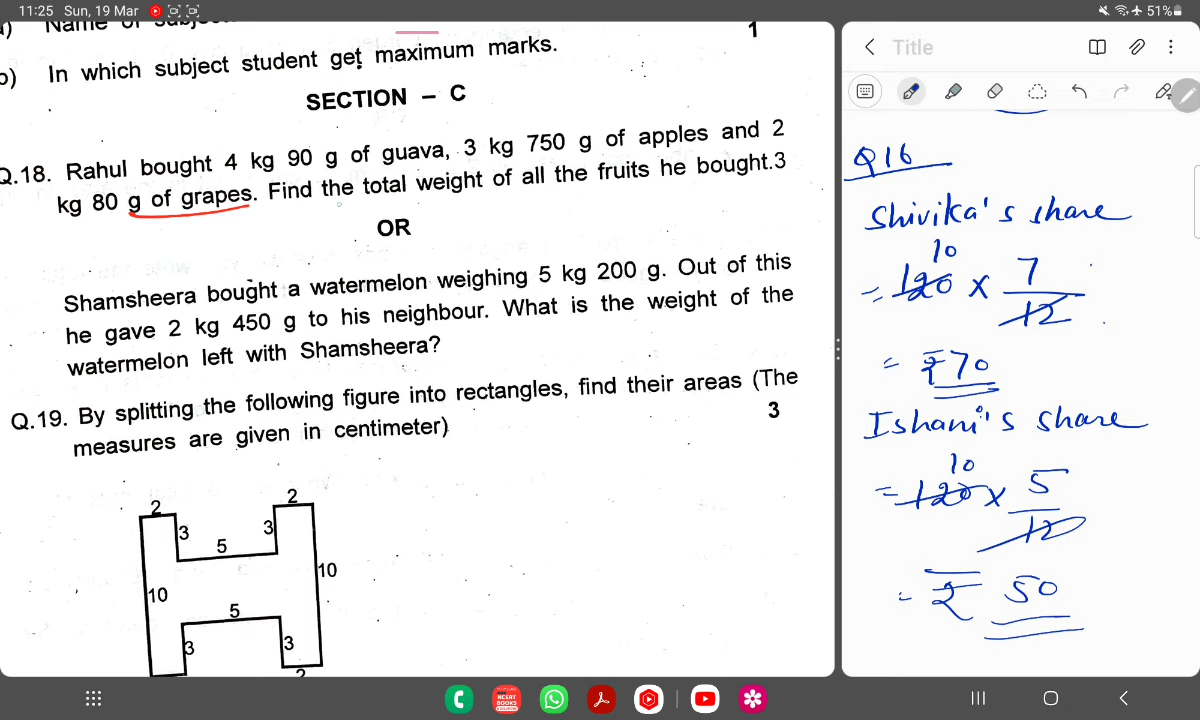 11:25 Sun, 19 Mar
51%
Name of
1
In which subject student get maximum marks.
SECTION – C
Q.18. Rahul bought 4 kg 90 g of guava, 3 kg 750 g of apples and 2
kg 80 g of grapes. Find the total weight of all the fruits he bought.3
OR
Shamsheera bought a watermelon weighing 5 kg 200 g. Out of this
he gave 2 kg 450 g to his neighbour. What is the weight of the
watermelon left with Shamsheera?
Q.19. By splitting the following figure into rectangles, find their areas (The
measures are given in centimeter)
3
2
2
3
3
5
10
10
5
3
3
2
Title
Q16
Shivika's share
10
= 120 x 7
12
= ₹70
Ishani's share
10
= 120 x 5
12
= ₹ 50
NCERT
BOOKS